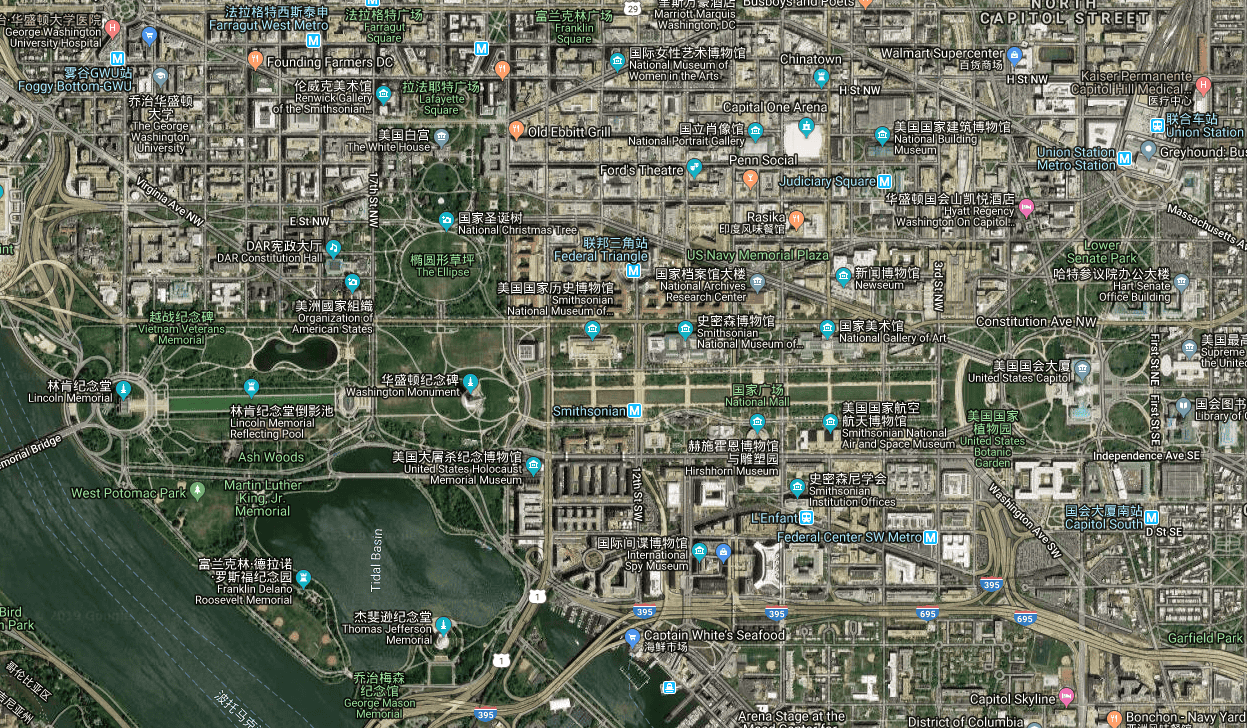 华盛顿大学医院
George Washington
University Hospital
法拉格特西斯泰申
Farragut West Metro
法拉格特广场
Farragut
Square
富兰克林广场
Franklin
Square
29
Marriott Marquis
Washington, DC
Busboys and Poets
NORTH
CAPITOL STREET
雾谷GWU站
Foggy Bottom-GWU
Founding Farmers DC
国际女性艺术博物馆
National Museum of
Women in the Arts
Chinatown
Walmart Supercenter
百货商场
H St NW
Kaiser Permanente
Capitol Hill Medical...
医疗中心
乔治华盛顿
大学
The George
Washington
University
伦威克美术馆
Renwick Gallery
of the Smithsonian...
拉法耶特广场
Lafayette
Square
H St NW
Capital One Arena
联合车站
Union Station
美国白宫
The White House
Old Ebbitt Grill
国立肖像馆
National Portrait Gallery
美国国家建筑博物馆
National Building
Museum
Union Station
Metro Station
Greyhound: Bus
Penn Social
Ford's Theatre
Judiciary Square
Virginia Ave NW
17th St NW
E St NW
国家圣诞树
National Christmas Tree
Rasika
印度风味餐馆
华盛顿国会山凯悦酒店
Hyatt Regency
Washington On Capitol...
Massachusetts A
DAR宪政大厅
DAR Constitution Hall
椭圆形草坪
The Ellipse
联邦三角站
Federal Triangle
US Navy Memorial Plaza
Lower
Senate Park
美洲國家組織
Organization of
American States
美国国家历史博物馆
Smithsonian
National Museum of...
国家档案馆大楼
National Archives
Research Center
新闻博物馆
Newseum
3rd St NW
哈特参议院办公大楼
Hart Senate
Office Building
越战纪念碑
Vietnam Veterans
Memorial
史密森博物馆
Smithsonian
National Museum of...
国家美术馆
National Gallery of Art
Constitution Ave NW
First St NE
美国最高
Supreme
the United
林肯纪念堂
Lincoln Memorial
华盛顿纪念碑
Washington Monument
国家广场
National Mall
美国国会大厦
United States Capitol
林肯纪念堂倒影池
Lincoln Memorial
Reflecting Pool
Smithsonian
美国国家航空
航天博物馆
Smithsonian National
Air and Space Museum
美国国家
植物园
United States
Botanic
Garden
First St SE
国会图书
Library of C
Memorial Bridge
Ash Woods
美国大屠杀纪念博物馆
United States Holocaust
Memorial Museum
赫施霍恩博物馆
与雕塑园
Hirshhorn Museum
Independence Ave SE
West Potomac Park
Martin Luther
King, Jr.
Memorial
12th St SW
史密森尼学会
Smithsonian
Institution Offices
Washington Ave SW
L'Enfant
Federal Center SW Metro
国会大厦南站
Capitol South
D St SE
Tidal Basin
富兰克林·德拉诺
·罗斯福纪念园
Franklin Delano
Roosevelt Memorial
国际间谍博物馆
International
Spy Museum
395
1
395
395
695
695
Bird
Park
杰斐逊纪念堂
Thomas Jefferson
Memorial
Captain White's Seafood
海鲜市场
Garfield Park
1
哥伦比亚区
乔治梅森
纪念馆
George Mason
Memorial
395
Capitol Skyline
Arena Stage at the
District of Columbia
Bonchon - Navy Yard